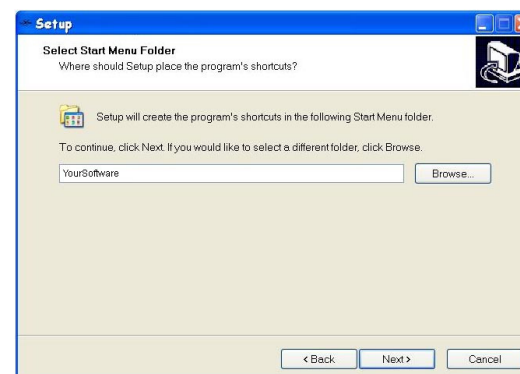 Setup
Select Start Menu Folder
Where should Setup place the program's shortcuts?
Setup will create the program's shortcuts in the following Start Menu folder.
To continue, click Next. If you would like to select a different folder, click Browse.
YourSoftware
Browse...
< Back
Next >
Cancel